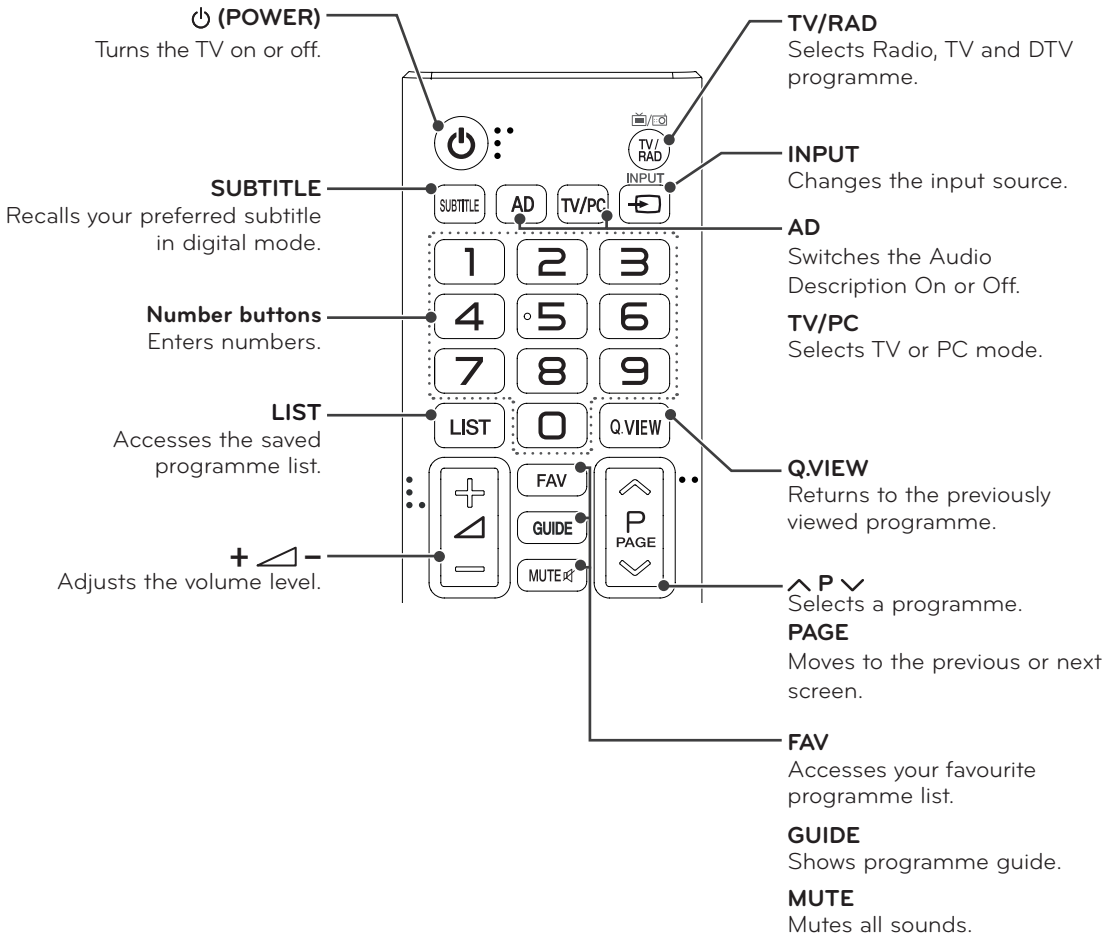 ⏻ (POWER)
Turns the TV on or off.
SUBTITLE
Recalls your preferred subtitle
in digital mode.
Number buttons
Enters numbers.
LIST
Accesses the saved
programme list.
+ ⊿ −
Adjusts the volume level.
TV/
RAD
INPUT
SUBTITLE
AD
TV/PC
1 2 3
4 5 6
7 8 9
LIST 0 Q.VIEW
+
−
FAV
GUIDE
MUTE
P
PAGE
TV/RAD
Selects Radio, TV and DTV
programme.
INPUT
Changes the input source.
AD
Switches the Audio
Description On or Off.
TV/PC
Selects TV or PC mode.
Q.VIEW
Returns to the previously
viewed programme.
︿ P ﹀
Selects a programme.
PAGE
Moves to the previous or next
screen.
FAV
Accesses your favourite
programme list.
GUIDE
Shows programme guide.
MUTE
Mutes all sounds.